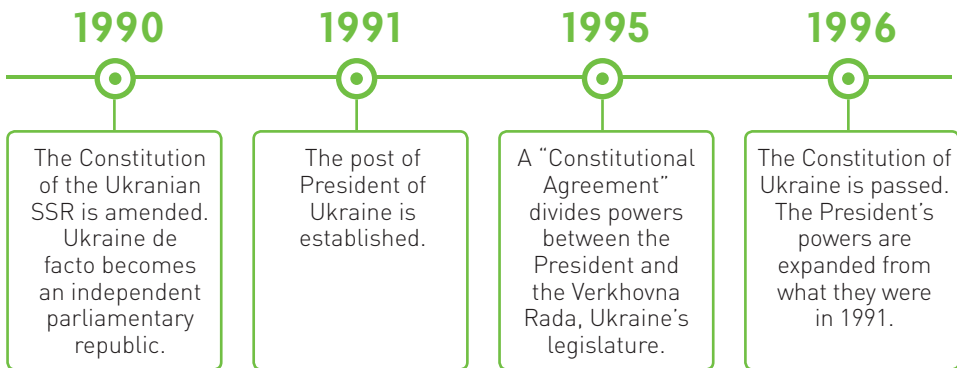 1990
The Constitution
of the Ukranian
SSR is amended.
Ukraine de
facto becomes
an independent
parliamentary
republic.
1991
The post of
President of
Ukraine is
established.
1995
A “Constitutional
Agreement”
divides powers
between the
President and
the Verkhovna
Rada, Ukraine’s
legislature.
1996
The Constitution of
Ukraine is passed.
The President’s
powers are
expanded from
what they were
in 1991.